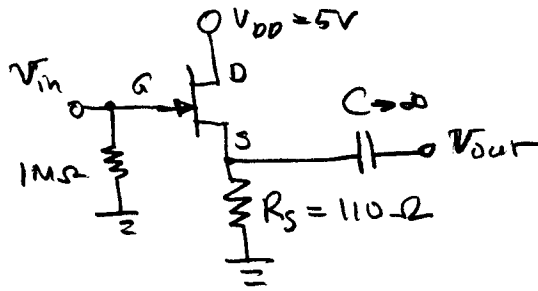 V_DD = 5V
V_in
G
D
C→∞
S
V_out
1MΩ
R_S = 110Ω